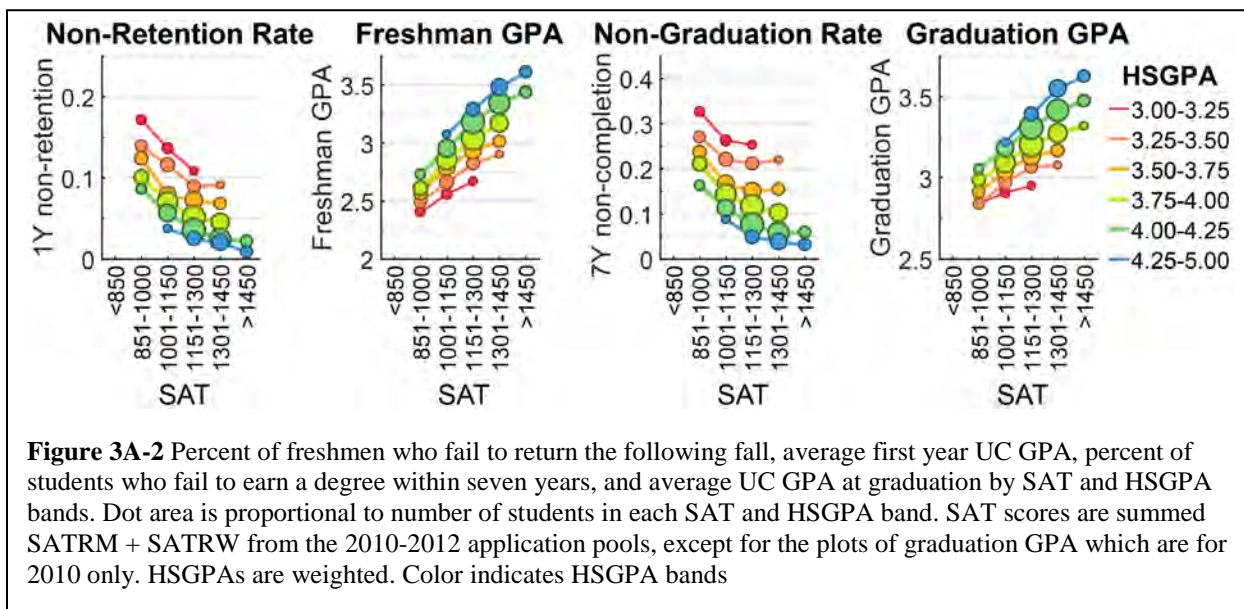 Non-Retention Rate
Freshman GPA
Non-Graduation Rate
Graduation GPA
1Y non-retention
0.2
0.1
0
<850
851-1000
1001-1150
1151-1300
1301-1450
>1450
SAT
Freshman GPA
3.5
3
2.5
2
<850
851-1000
1001-1150
1151-1300
1301-1450
>1450
SAT
7Y non-completion
0.4
0.3
0.2
0.1
0
<850
851-1000
1001-1150
1151-1300
1301-1450
>1450
SAT
Graduation GPA
3.5
3
2.5
<850
851-1000
1001-1150
1151-1300
1301-1450
>1450
SAT
HSGPA
3.00-3.25
3.25-3.50
3.50-3.75
3.75-4.00
4.00-4.25
4.25-5.00
Figure 3A-2 Percent of freshmen who fail to return the following fall, average first year UC GPA, percent of
students who fail to earn a degree within seven years, and average UC GPA at graduation by SAT and HSGPA
bands. Dot area is proportional to number of students in each SAT and HSGPA band. SAT scores are summed
SATRM + SATRW from the 2010-2012 application pools, except for the plots of graduation GPA which are for
2010 only. HSGPAs are weighted. Color indicates HSGPA bands